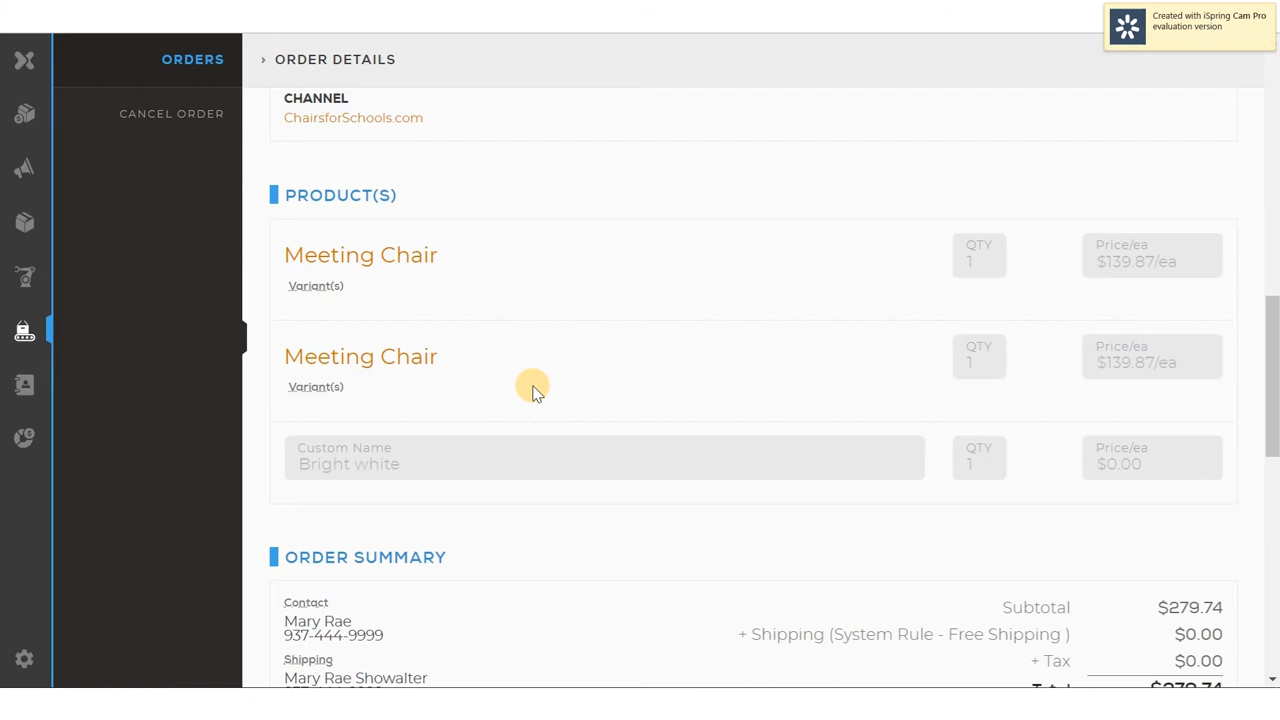 Created with iSpring Cam Pro
evaluation version
ORDERS
› ORDER DETAILS
CANCEL ORDER
CHANNEL
ChairsforSchools.com
PRODUCT(S)
Meeting Chair
QTY
1
Price/ea
$139.87/ea
Variant(s)
Meeting Chair
QTY
1
Price/ea
$139.87/ea
Variant(s)
Custom Name
Bright white
QTY
1
Price/ea
$0.00
ORDER SUMMARY
Contact
Mary Rae
937-444-9999
Shipping
Mary Rae Showalter
Subtotal $279.74
+ Shipping (System Rule - Free Shipping ) $0.00
+ Tax $0.00
Total $279.74